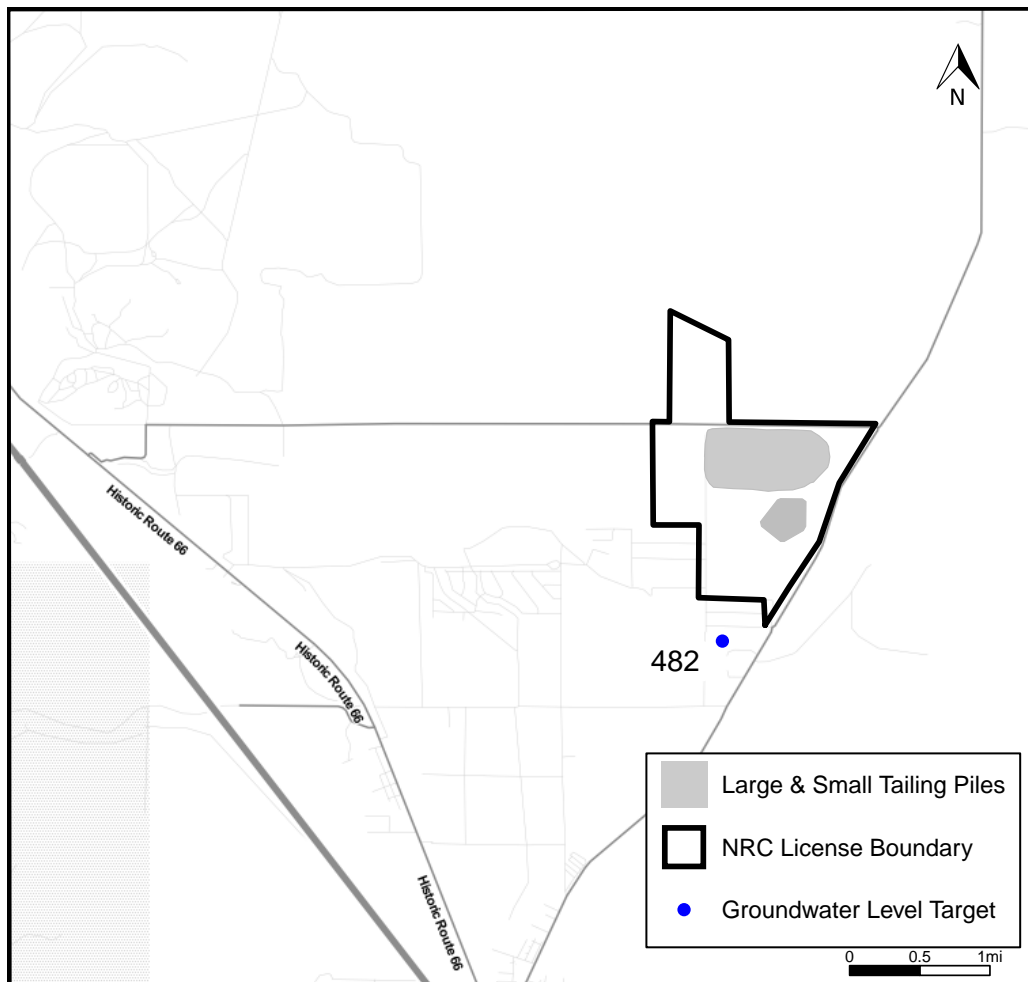 N
Historic Route 66
Historic Route 66
482
Large & Small Tailing Piles
NRC License Boundary
Historic Route 66
Groundwater Level Target
0 0.5 1mi